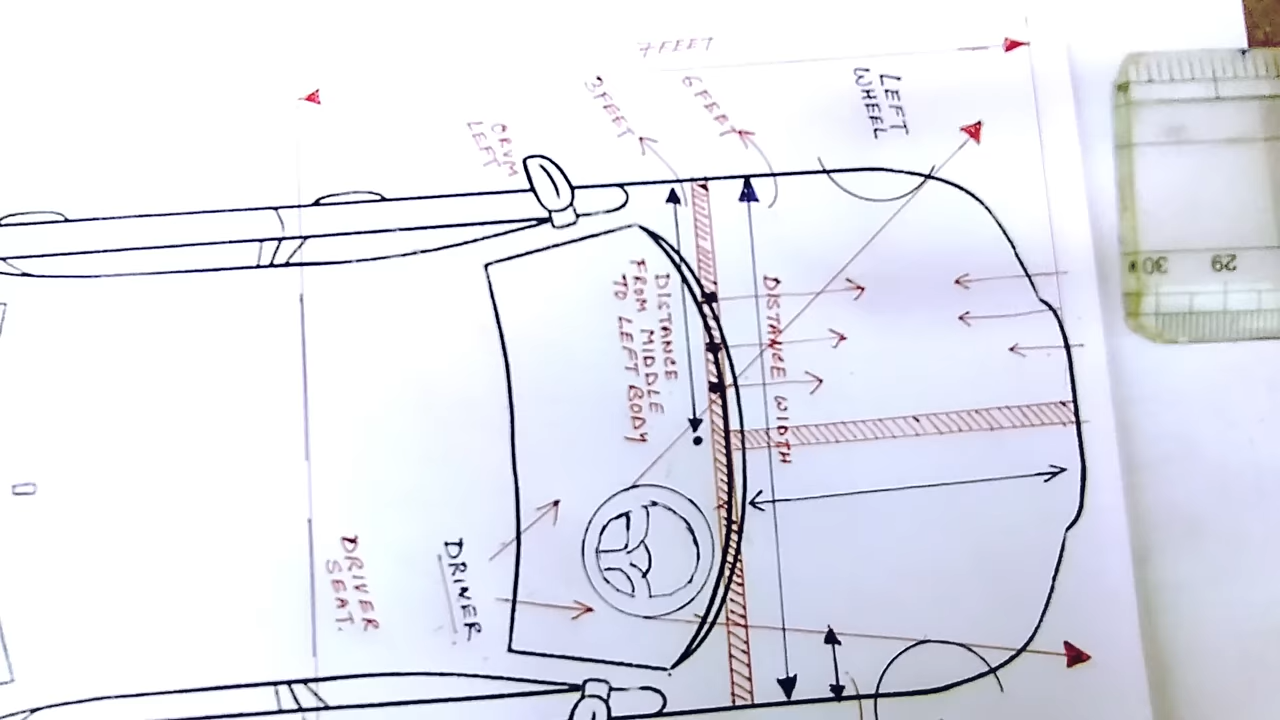 7 FEET
3 FEET
6 FEET
LEFT
WHEEL
ORVM
LEFT
DISTANCE
FROM MIDDLE
TO LEFT BODY
DISTANCE WIDTH
DRIVER
DRIVER
SEAT.
30
29